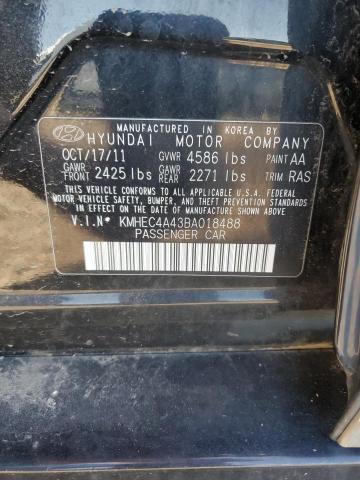 MANUFACTURED IN KOREA BY
HYUNDAI MOTOR COMPANY
OCT/17/11 GVWR 4586 lbs PAINT AA
GAWR FRONT 2425 lbs GAWR REAR 2271 lbs TRIM RAS
THIS VEHICLE CONFORMS TO ALL APPLICABLE U.S.A. FEDERAL
MOTOR VEHICLE SAFETY, BUMPER, AND THEFT PREVENTION
STANDARDS IN EFFECT ON THE DATE OF MANUFACTURE
V.I.N* KMHEC4A43BA018488
PASSENGER CAR